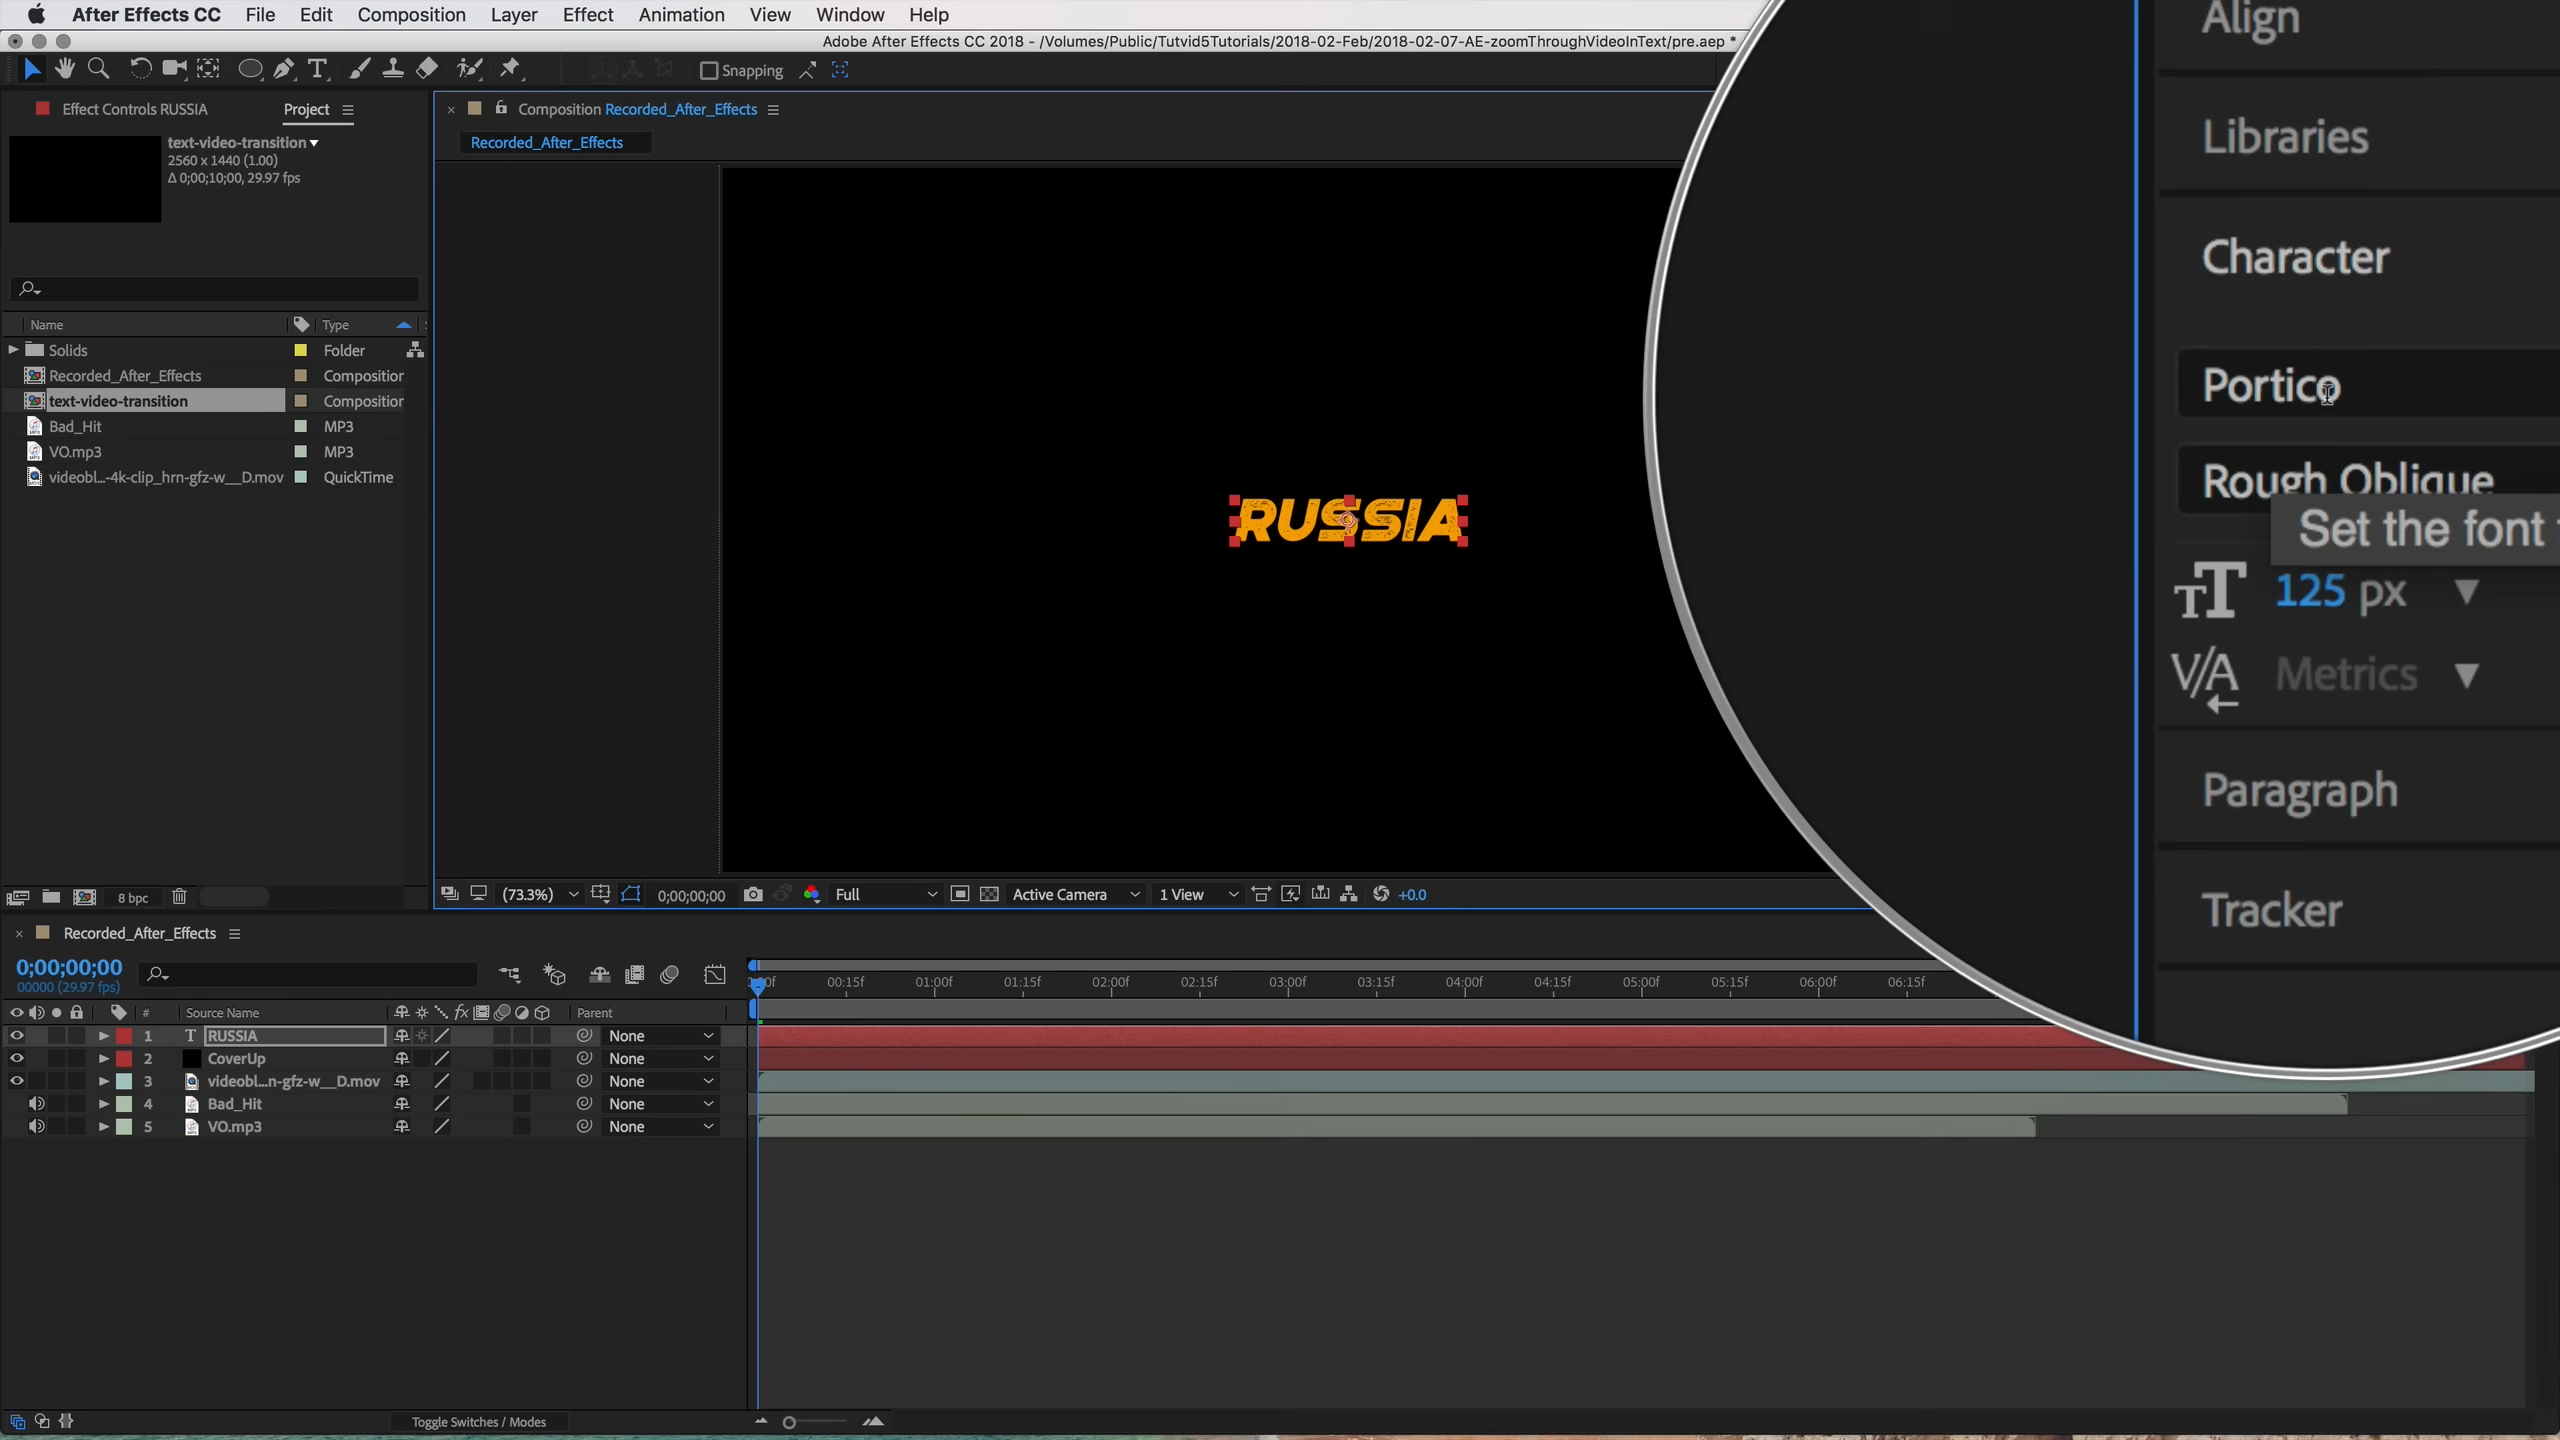 After Effects CC File Edit Composition Layer Effect Animation View Window Help
Adobe After Effects CC 2018 - /Volumes/Public/Tutvid5Tutorials/2018-02-Feb/2018-02-07-AE-zoomThroughVideoInText/pre.aep *
Snapping
Effect Controls RUSSIA
Project
text-video-transition
2560 x 1440 (1.00)
Δ 0;00;10;00, 29.97 fps
Name Type
Solids Folder
Recorded_After_Effects Composition
text-video-transition Composition
Bad_Hit MP3
VO.mp3 MP3
videobl...-4k-clip_hrn-gfz-w__D.mov QuickTime
8 bpc
Composition Recorded_After_Effects
Recorded_After_Effects
RUSSIA
(73.3%) 0;00;00;00 Full Active Camera 1 View +0.0
Align
Libraries
Character
Portico
Rough Oblique
Set the font
125 px
V/A Metrics
Paragraph
Tracker
Recorded_After_Effects
0;00;00;00
00000 (29.97 fps)
00:15f 01:00f 01:15f 02:00f 02:15f 03:00f 03:15f 04:00f 04:15f 05:00f 05:15f 06:00f 06:15f
# Source Name fx Parent
1 T RUSSIA None
2 CoverUp None
3 videobl...n-gfz-w__D.mov None
4 Bad_Hit None
5 VO.mp3 None
Toggle Switches / Modes